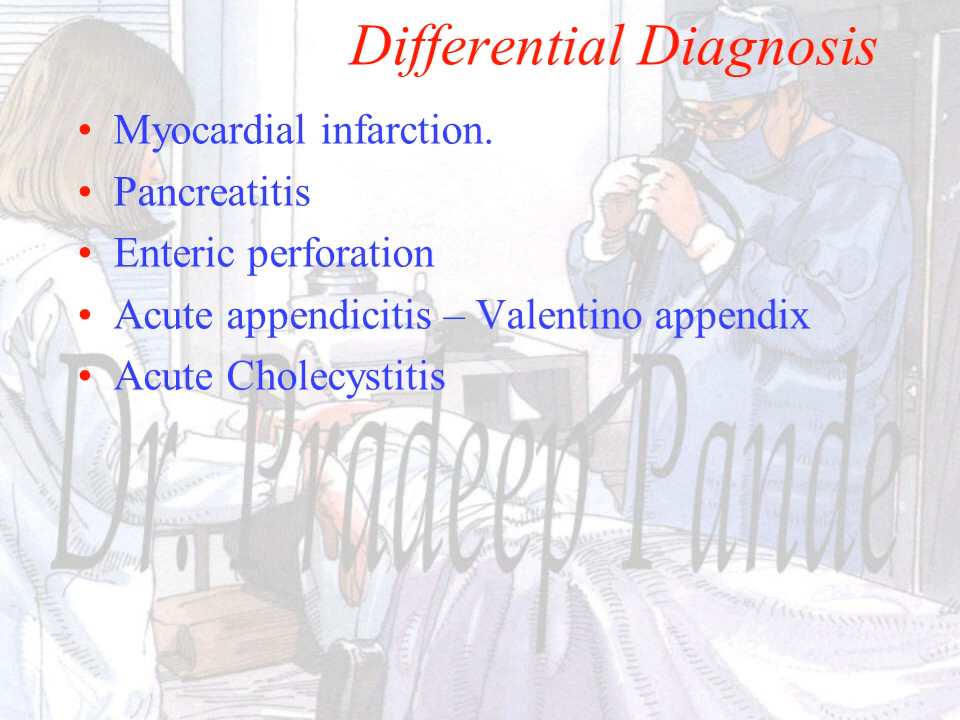 Differential Diagnosis
• Myocardial infarction.
• Pancreatitis
• Enteric perforation
• Acute appendicitis – Valentino appendix
• Acute Cholecystitis
Dr. Pradeep Pande